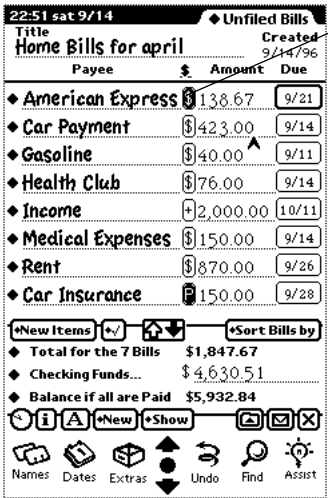 22:51 sat 9/14 ◆ Unfiled Bills
Title Created
Home Bills for april 9/14/96
Payee $ Amount Due
◆ American Express $ 138.67 9/21
◆ Car Payment $ 423.00 9/14
◆ Gasoline $ 40.00 9/11
◆ Health Club $ 76.00 9/14
◆ Income + 2,000.00 10/11
◆ Medical Expenses $ 150.00 9/14
◆ Rent $ 870.00 9/26
◆ Car Insurance P 150.00 9/28
◆New Items ◆√ ◆Sort Bills by
◆ Total for the 7 Bills $1,847.67
◆ Checking Funds... $ 4,630.51
◆ Balance if all are Paid $5,932.84
i A ◆New ◆Show X
Names Dates Extras Undo Find Assist